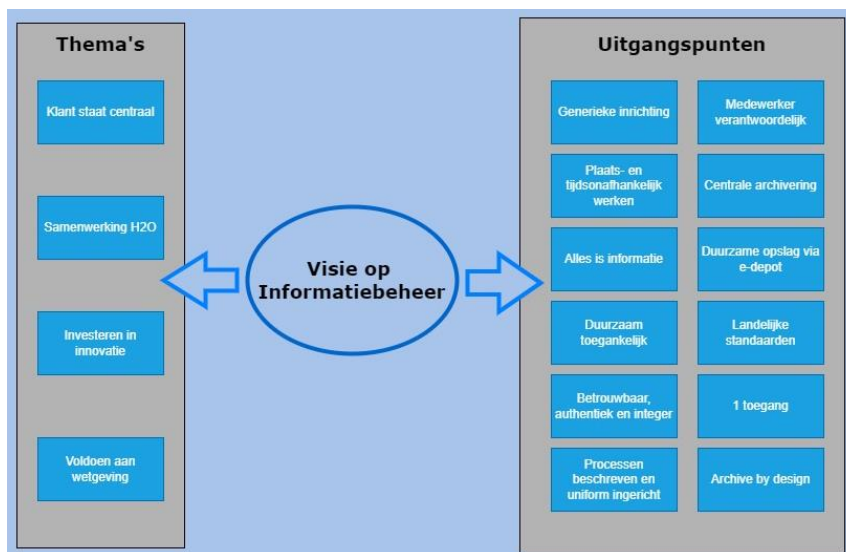 Thema's
Klant staat centraal
Samenwerking H2O
Investeren in
innovatie
Voldoen aan
wetgeving
Visie op
Informatiebeheer
Uitgangspunten
Generieke inrichting
Medewerker
verantwoordelijk
Plaats- en
tijdsonafhankelijk
werken
Centrale archivering
Alles is informatie
Duurzame opslag via
e-depot
Duurzaam
toegankelijk
Landelijke
standaarden
Betrouwbaar,
authentiek en integer
1 toegang
Processen
beschreven en
uniform ingericht
Archive by design